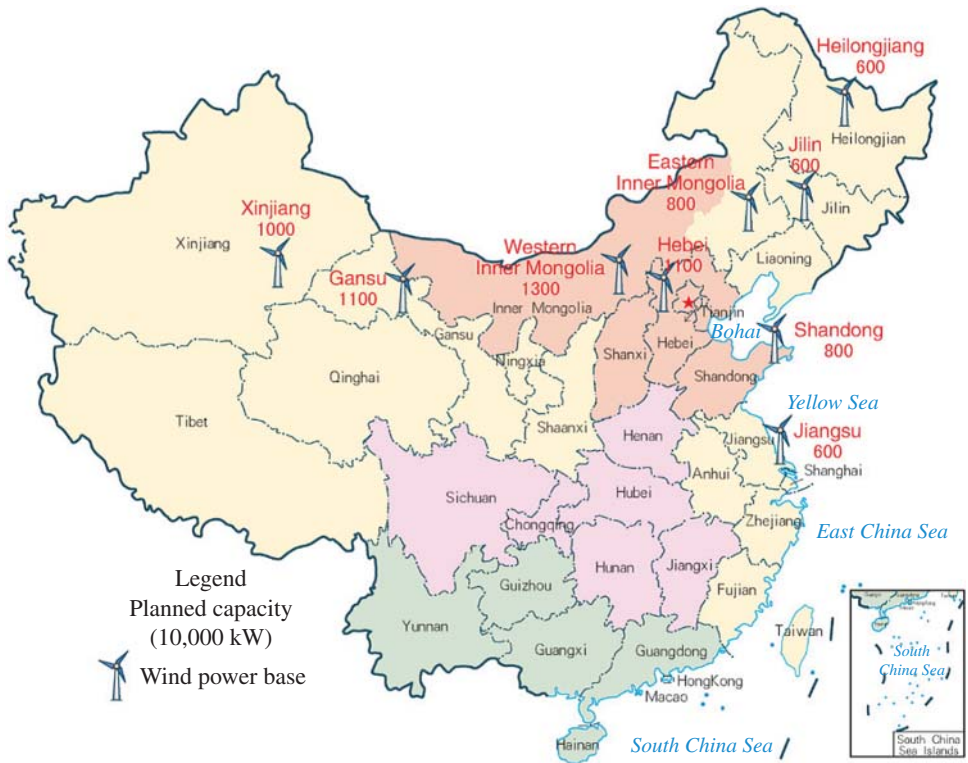 Heilongjiang
600
Heilongjian
Jilin
600
Jilin
Eastern
Inner Mongolia
800
Liaoning
Xinjiang
1000
Xinjiang
Gansu
1100
Western
Inner Mongolia
1300
Inner Mongolia
Hebei
1100
Tianjin
Bohai
Shandong
800
Gansu
Ningxia
Shanxi
Hebei
Shandong
Qinghai
Yellow Sea
Tibet
Shaanxi
Henan
Jiangsu
Jiangsu
600
Shanghai
Anhui
Sichuan
Hubei
Chongqing
Zhejiang
East China Sea
Hunan
Jiangxi
Fujian
Guizhou
Yunnan
Guangxi
Guangdong
Taiwan
HongKong
Macao
Hainan
South China Sea
Legend
Planned capacity
(10,000 kW)
Wind power base
South
China Sea
South China
Sea Islands